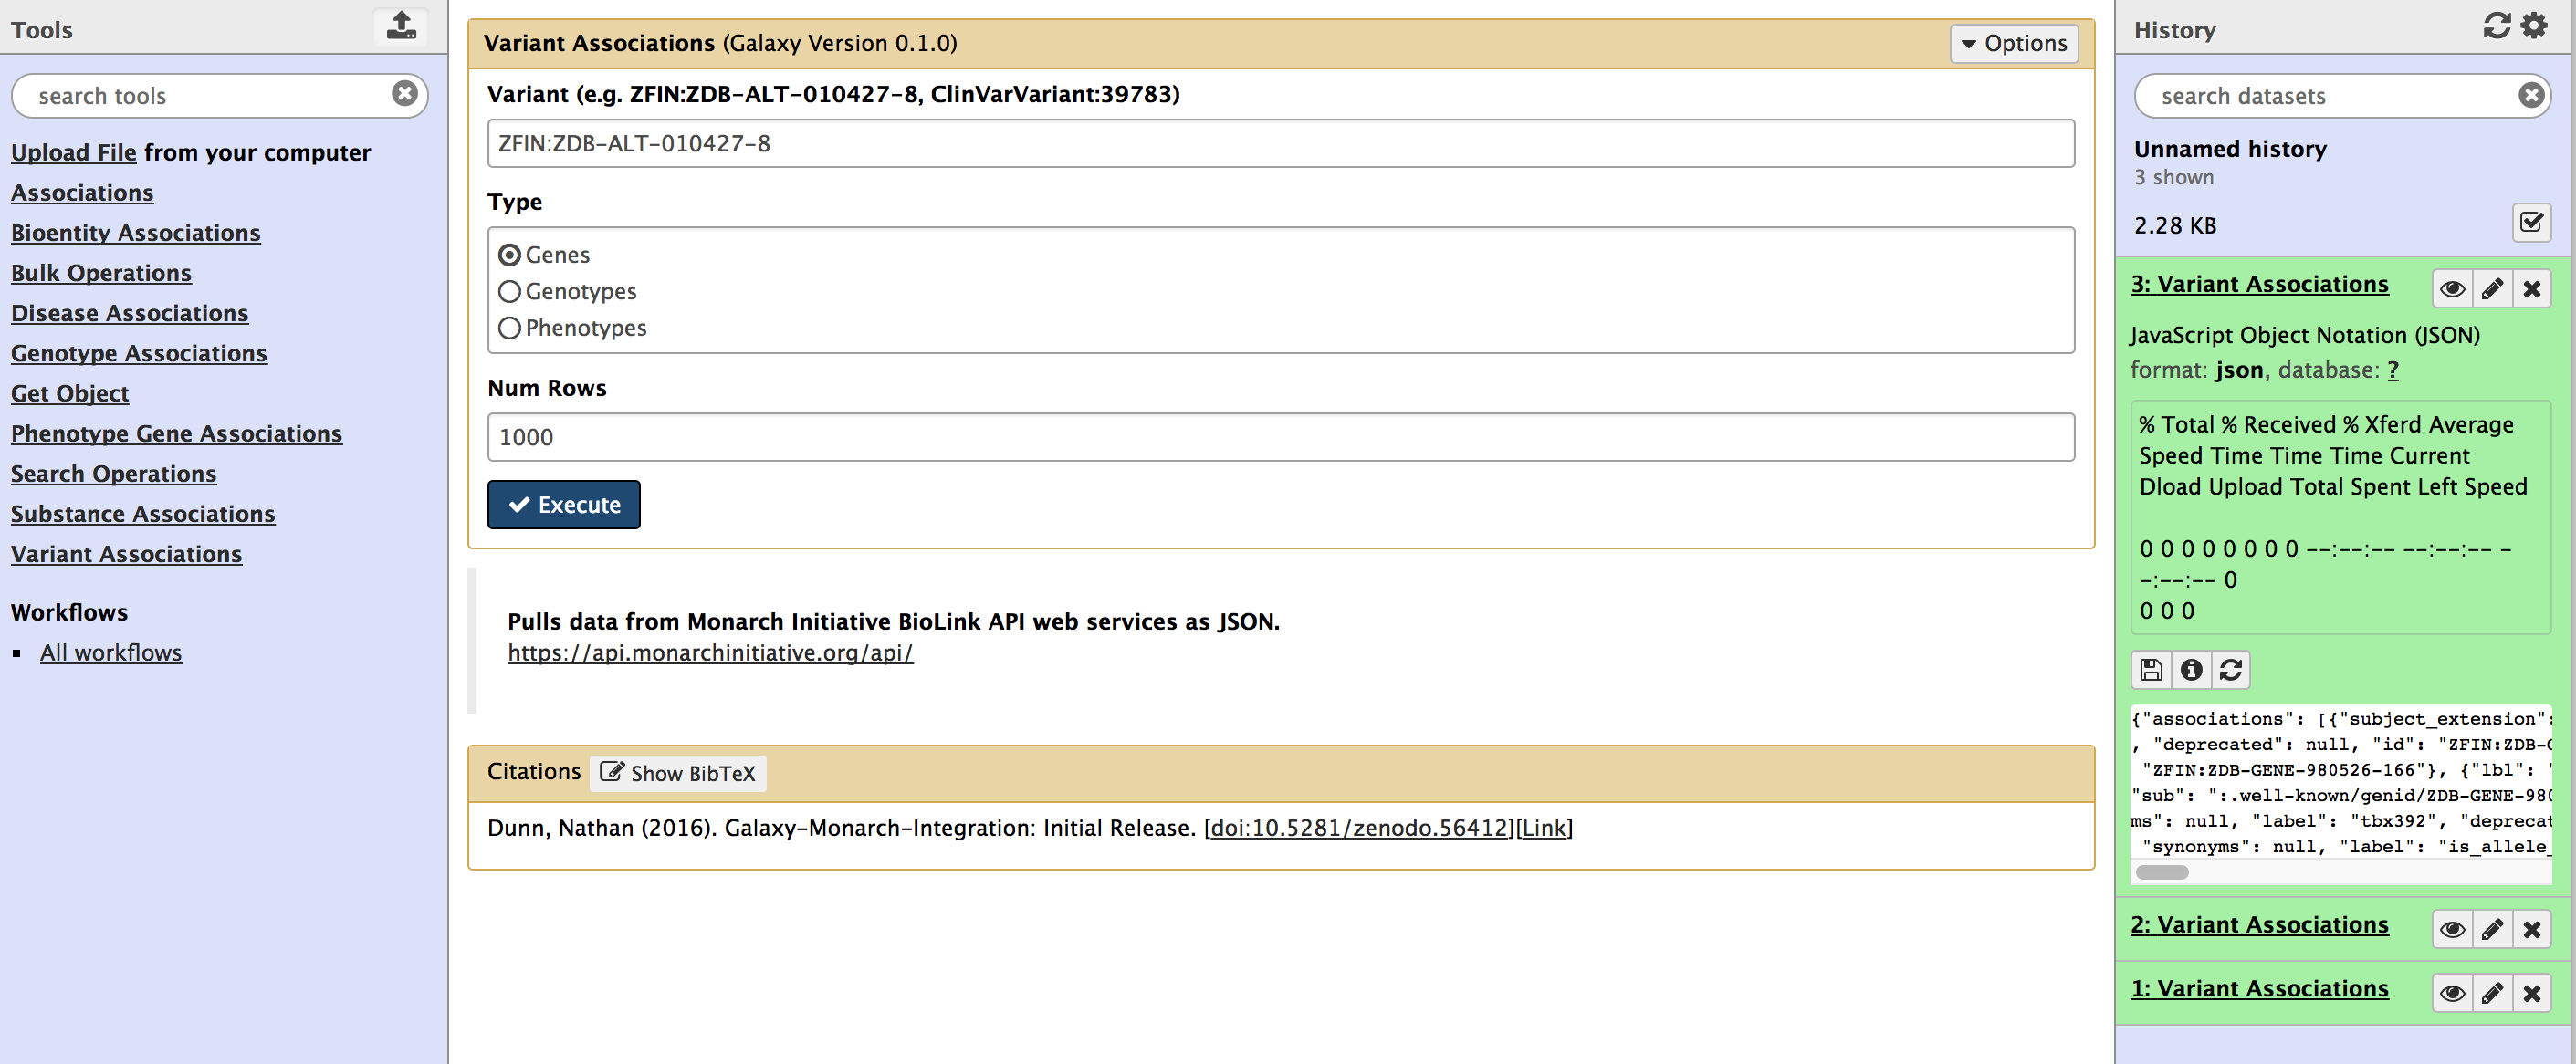 Tools
search tools
Upload File from your computer
Associations
Bioentity Associations
Bulk Operations
Disease Associations
Genotype Associations
Get Object
Phenotype Gene Associations
Search Operations
Substance Associations
Variant Associations
Workflows
All workflows
Variant Associations (Galaxy Version 0.1.0)
Options
Variant (e.g. ZFIN:ZDB-ALT-010427-8, ClinVarVariant:39783)
ZFIN:ZDB-ALT-010427-8
Type
Genes
Genotypes
Phenotypes
Num Rows
1000
Execute
Pulls data from Monarch Initiative BioLink API web services as JSON.
https://api.monarchinitiative.org/api/
Citations
Show BibTeX
Dunn, Nathan (2016). Galaxy-Monarch-Integration: Initial Release. [doi:10.5281/zenodo.56412][Link]
History
search datasets
Unnamed history
3 shown
2.28 KB
3: Variant Associations
JavaScript Object Notation (JSON)
format: json, database: ?
% Total % Received % Xferd Average
Speed Time Time Time Current
Dload Upload Total Spent Left Speed
0 0 0 0 0 0 0 0 --:--:-- --:--:-- -
-:--:-- 0
0 0 0
{"associations": [{"subject_extension":
, "deprecated": null, "id": "ZFIN:ZDB-G
"ZFIN:ZDB-GENE-980526-166"}, {"lbl": "
"sub": ":.well-known/genid/ZDB-GENE-980
ms": null, "label": "tbx392", "deprecat
"synonyms": null, "label": "is_allele_
2: Variant Associations
1: Variant Associations